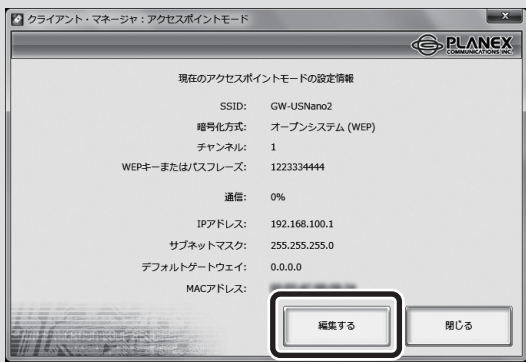 クライアント・マネージャ：アクセスポイントモード
PLANEX
COMMUNICATIONS INC.
現在のアクセスポイントモードの設定情報
SSID: GW-USNano2
暗号化方式: オープンシステム (WEP)
チャンネル: 1
WEPキーまたはパスフレーズ: 1223334444
通信: 0%
IPアドレス: 192.168.100.1
サブネットマスク: 255.255.255.0
デフォルトゲートウェイ: 0.0.0.0
MACアドレス:
編集する
閉じる